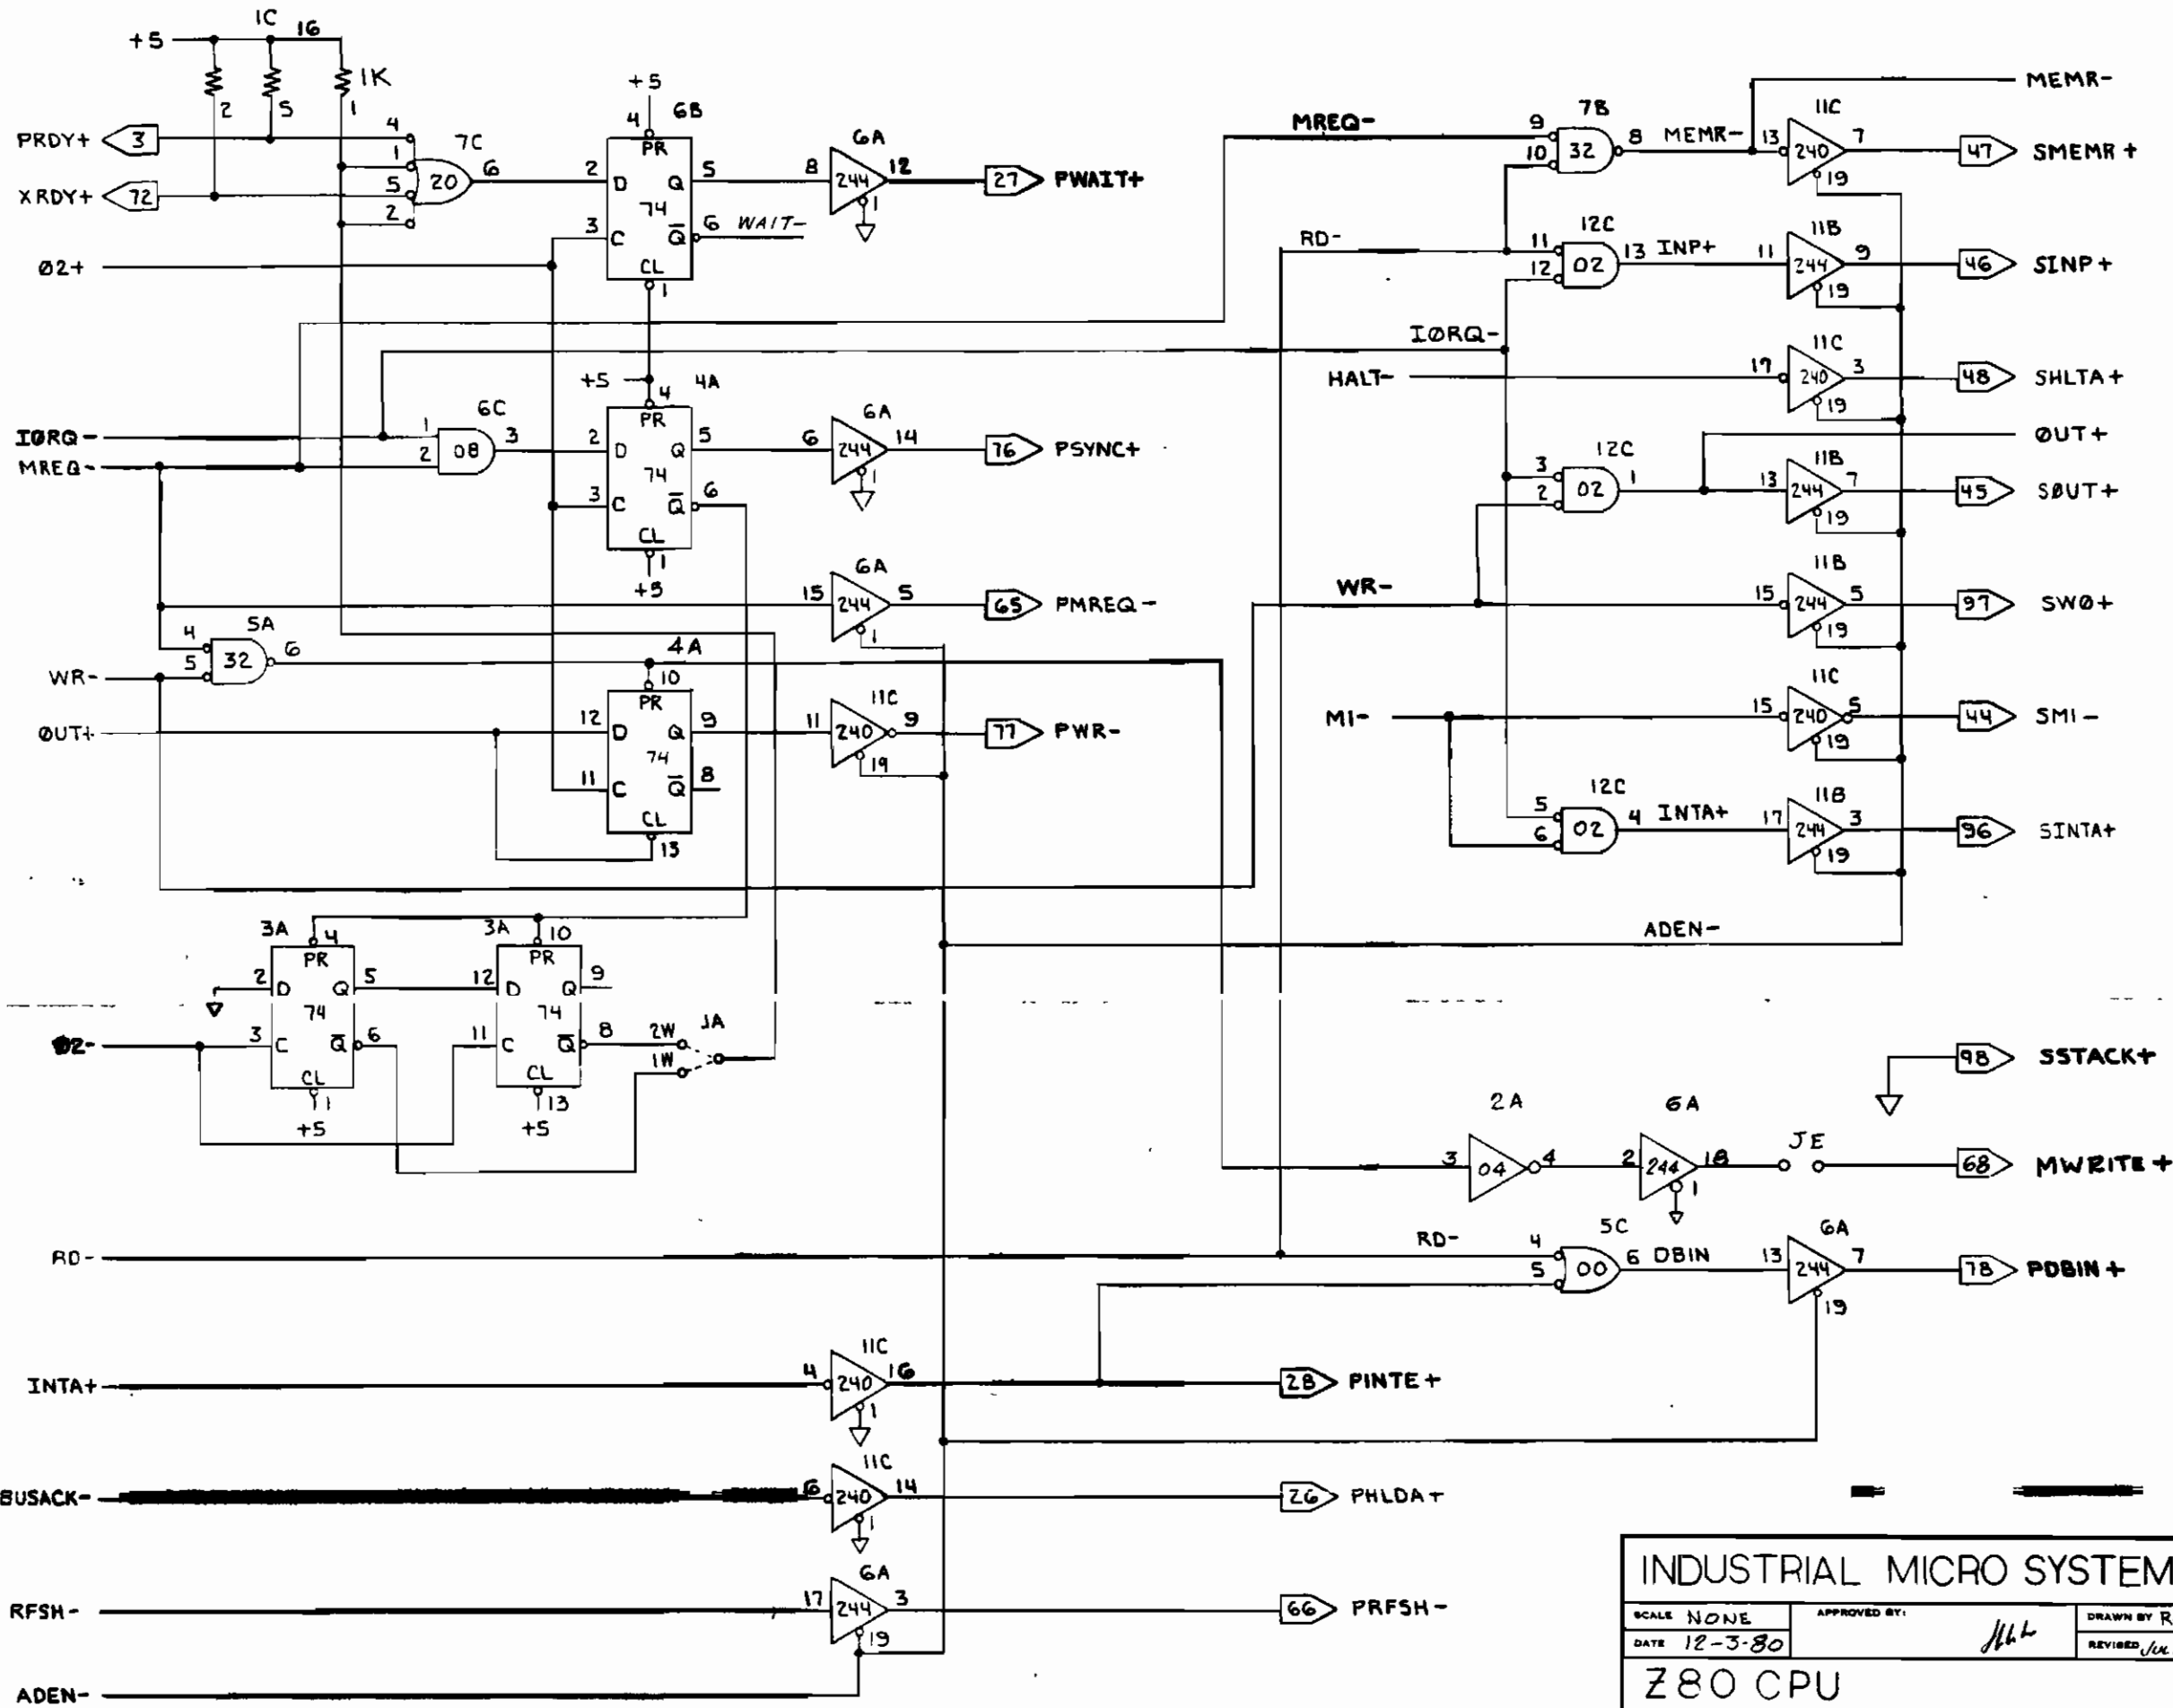 1C
+5
16
2
5
1K
1
PRDY+ 3
XRDY+ 72
4
1
5
2
7C
20
6
Ø2+
+5
4
6B
PR
2 D Q 5
74
3 C Q̅ 6 WAIT-
CL
1
6A
8 244 12
1
27 PWAIT+
IØRQ-
MREQ-
6C
1
2
08
3
+5
4
4A
PR
2 D Q 5
74
3 C Q̅ 6
CL
1
+5
6A
6 244 14
1
76 PSYNC+
6A
15 244 5
1
65 PMREQ-
5A
4
5
32
6
WR-
ØUT+
4A
10
PR
12 D Q 9
74
11 C Q̅ 8
CL
13
11C
11 240 9
19
77 PWR-
3A
4
PR
2 D Q 5
74
3 C Q̅ 6
CL
1
+5
3A
10
PR
12 D Q 9
74
11 C Q̅ 8
CL
13
+5
Ø2-
2W
1W
JA
MREQ-
9
10
7B
32
8 MEMR-
MEMR-
11C
13 240 7
19
47 SMEMR+
RD-
11
12
12C
02
13 INP+
11B
11 244 9
19
46 SINP+
IØRQ-
HALT-
11C
17 240 3
19
48 SHLTA+
ØUT+
12C
3
2
02
1
11B
13 244 7
19
45 SØUT+
WR-
11B
15 244 5
19
97 SWØ+
M1-
11C
15 240 5
19
44 SM1-
12C
5
6
02
4 INTA+
11B
17 244 3
19
96 SINTA+
ADEN-
98 SSTACK+
2A
3 04 4
6A
2 244 18
1
JE
68 MWRITE+
RD-
RD-
4
5
5C
00
6 DBIN
6A
13 244 7
19
78 PDBIN+
INTA+
11C
4 240 16
1
28 PINTE+
BUSACK-
11C
6 240 14
1
26 PHLDA+
RFSH-
6A
17 244 3
19
66 PRFSH-
ADEN-
INDUSTRIAL MICRO SYSTEM
SCALE NONE
APPROVED BY:
DRAWN BY R
DATE 12-3-80
REVISED JUL
Z80 CPU